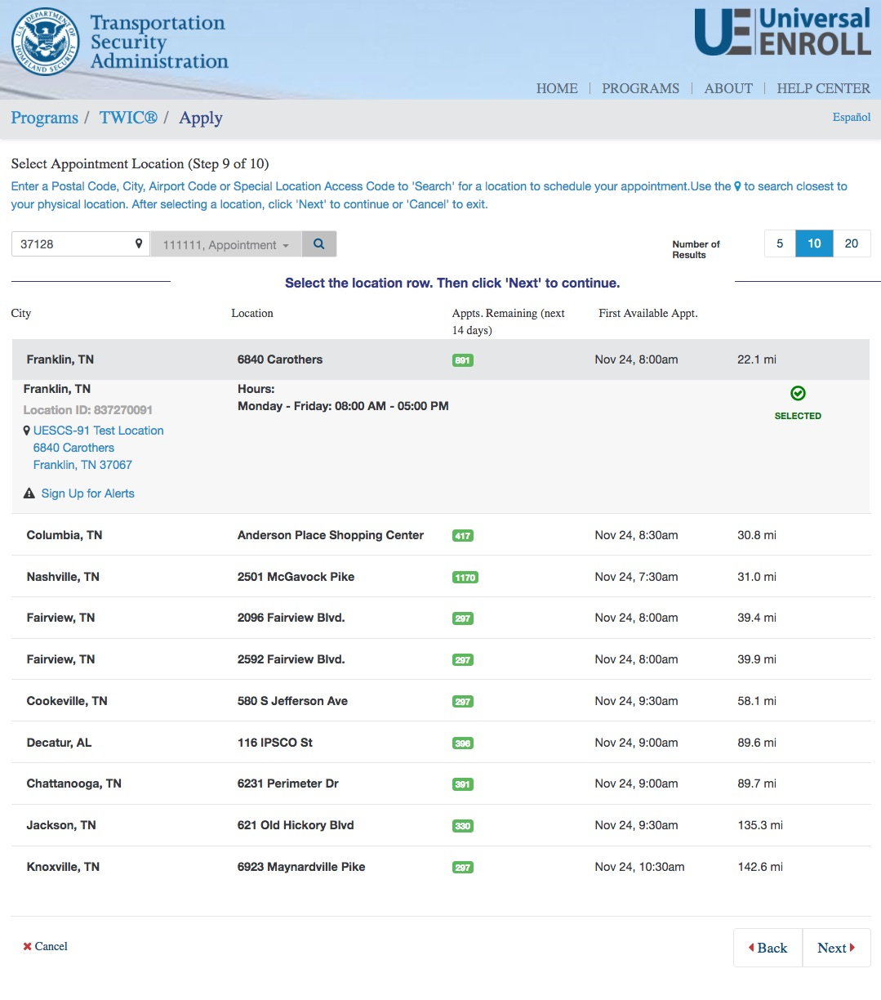 Transportation
Security
Administration
U.S. DEPARTMENT OF
HOMELAND SECURITY
UE Universal
ENROLL
HOME | PROGRAMS | ABOUT | HELP CENTER
Programs / TWIC® / Apply
Español
Select Appointment Location (Step 9 of 10)
Enter a Postal Code, City, Airport Code or Special Location Access Code to 'Search' for a location to schedule your appointment.Use the to search closest to
your physical location. After selecting a location, click 'Next' to continue or 'Cancel' to exit.
37128
111111, Appointment
Number of
Results
5 10 20
Select the location row. Then click 'Next' to continue.
City Location Appts. Remaining (next
14 days) First Available Appt.
Franklin, TN 6840 Carothers 891 Nov 24, 8:00am 22.1 mi
Franklin, TN
Location ID: 837270091
UESCS-91 Test Location
6840 Carothers
Franklin, TN 37067
Sign Up for Alerts
Hours:
Monday - Friday: 08:00 AM - 05:00 PM
SELECTED
Columbia, TN Anderson Place Shopping Center 417 Nov 24, 8:30am 30.8 mi
Nashville, TN 2501 McGavock Pike 1170 Nov 24, 7:30am 31.0 mi
Fairview, TN 2096 Fairview Blvd. 297 Nov 24, 8:00am 39.4 mi
Fairview, TN 2592 Fairview Blvd. 297 Nov 24, 8:00am 39.9 mi
Cookeville, TN 580 S Jefferson Ave 297 Nov 24, 9:30am 58.1 mi
Decatur, AL 116 IPSCO St 396 Nov 24, 9:00am 89.6 mi
Chattanooga, TN 6231 Perimeter Dr 391 Nov 24, 9:00am 89.7 mi
Jackson, TN 621 Old Hickory Blvd 330 Nov 24, 9:30am 135.3 mi
Knoxville, TN 6923 Maynardville Pike 297 Nov 24, 10:30am 142.6 mi
Cancel
Back
Next